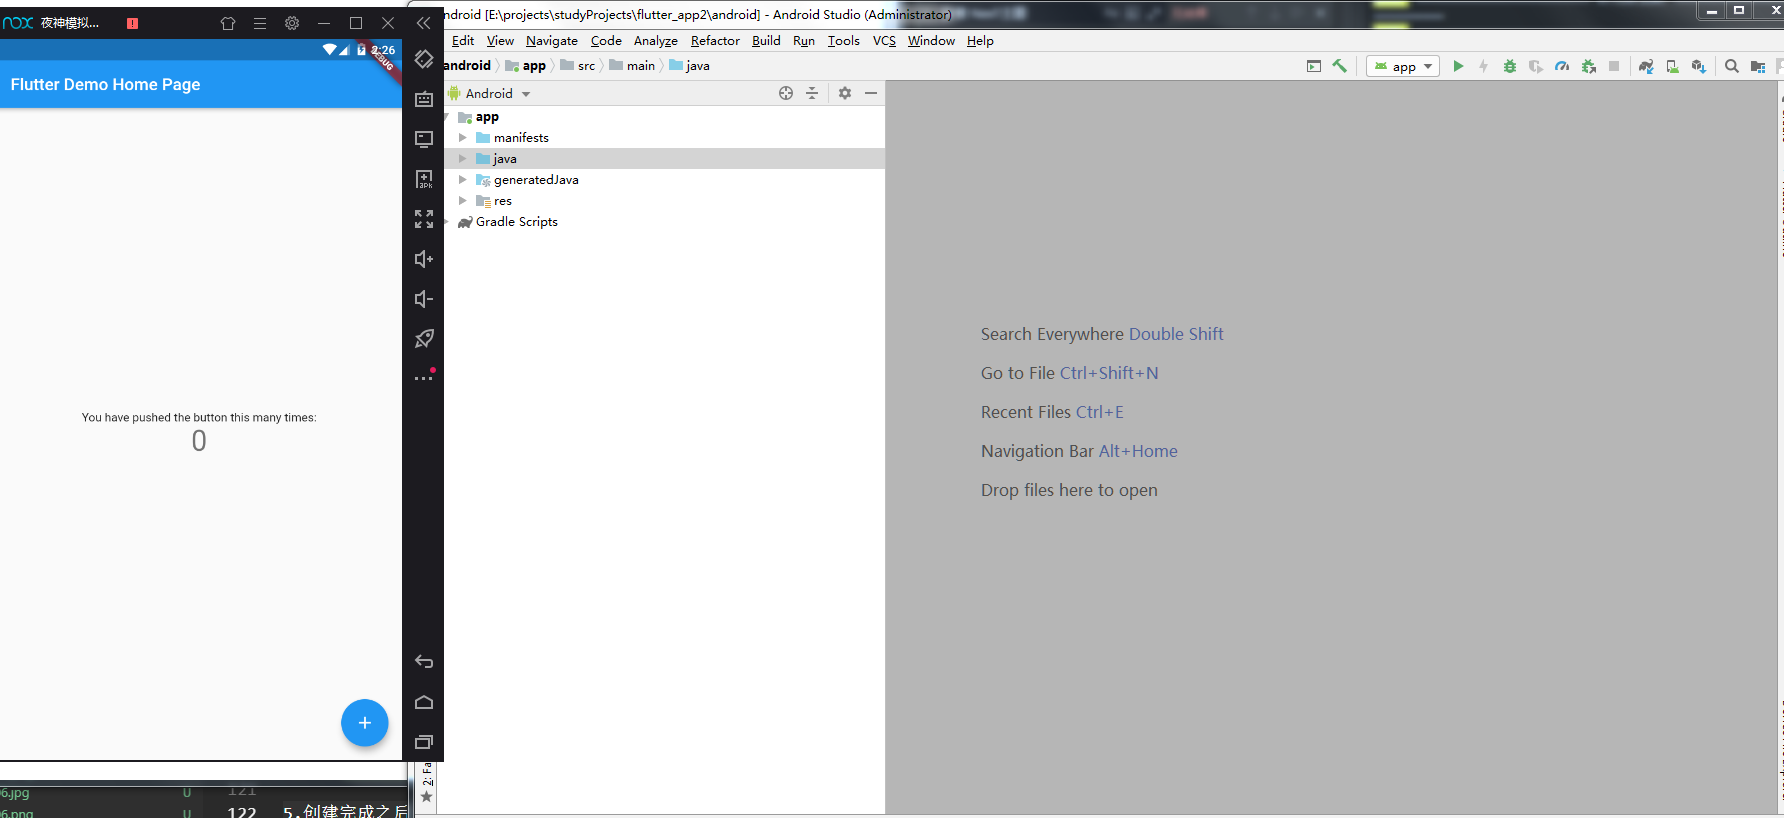 nox 夜神模拟...
2:26
DEBUG
Flutter Demo Home Page
You have pushed the button this many times:
0
+
ndroid [E:\projects\studyProjects\flutter_app2\android] - Android Studio (Administrator)
Edit View Navigate Code Analyze Refactor Build Run Tools VCS Window Help
android app src main java
app
Android
app
manifests
java
generatedJava
res
Gradle Scripts
Search Everywhere Double Shift
Go to File Ctrl+Shift+N
Recent Files Ctrl+E
Navigation Bar Alt+Home
Drop files here to open
2: Fa
6.jpg U 121
6.png U 122 5.创建完成之后